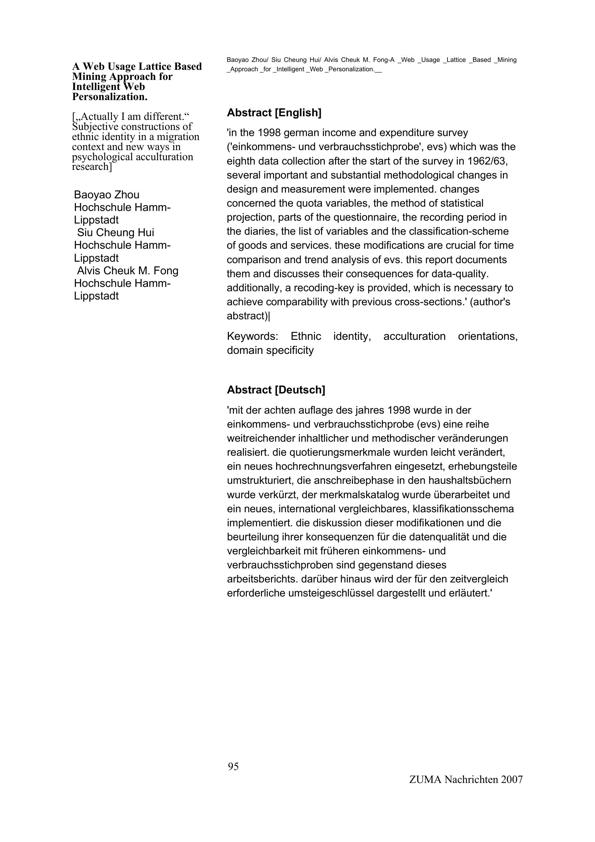 A Web Usage Lattice Based
Mining Approach for
Intelligent Web
Personalization.
[„Actually I am different.“
Subjective constructions of
ethnic identity in a migration
context and new ways in
psychological acculturation
research]
Baoyao Zhou
Hochschule Hamm-
Lippstadt
Siu Cheung Hui
Hochschule Hamm-
Lippstadt
Alvis Cheuk M. Fong
Hochschule Hamm-
Lippstadt
Baoyao Zhou/ Siu Cheung Hui/ Alvis Cheuk M. Fong-A _Web _Usage _Lattice _Based _Mining
_Approach _for _Intelligent _Web _Personalization.__
Abstract [English]
'in the 1998 german income and expenditure survey
('einkommens- und verbrauchsstichprobe', evs) which was the
eighth data collection after the start of the survey in 1962/63,
several important and substantial methodological changes in
design and measurement were implemented. changes
concerned the quota variables, the method of statistical
projection, parts of the questionnaire, the recording period in
the diaries, the list of variables and the classification-scheme
of goods and services. these modifications are crucial for time
comparison and trend analysis of evs. this report documents
them and discusses their consequences for data-quality.
additionally, a recoding-key is provided, which is necessary to
achieve comparability with previous cross-sections.' (author's
abstract)|
Keywords: Ethnic identity, acculturation orientations,
domain specificity
Abstract [Deutsch]
'mit der achten auflage des jahres 1998 wurde in der
einkommens- und verbrauchsstichprobe (evs) eine reihe
weitreichender inhaltlicher und methodischer veränderungen
realisiert. die quotierungsmerkmale wurden leicht verändert,
ein neues hochrechnungsverfahren eingesetzt, erhebungsteile
umstrukturiert, die anschreibephase in den haushaltsbüchern
wurde verkürzt, der merkmalskatalog wurde überarbeitet und
ein neues, international vergleichbares, klassifikationsschema
implementiert. die diskussion dieser modifikationen und die
beurteilung ihrer konsequenzen für die datenqualität und die
vergleichbarkeit mit früheren einkommens- und
verbrauchsstichproben sind gegenstand dieses
arbeitsberichts. darüber hinaus wird der für den zeitvergleich
erforderliche umsteigeschlüssel dargestellt und erläutert.'
95
ZUMA Nachrichten 2007